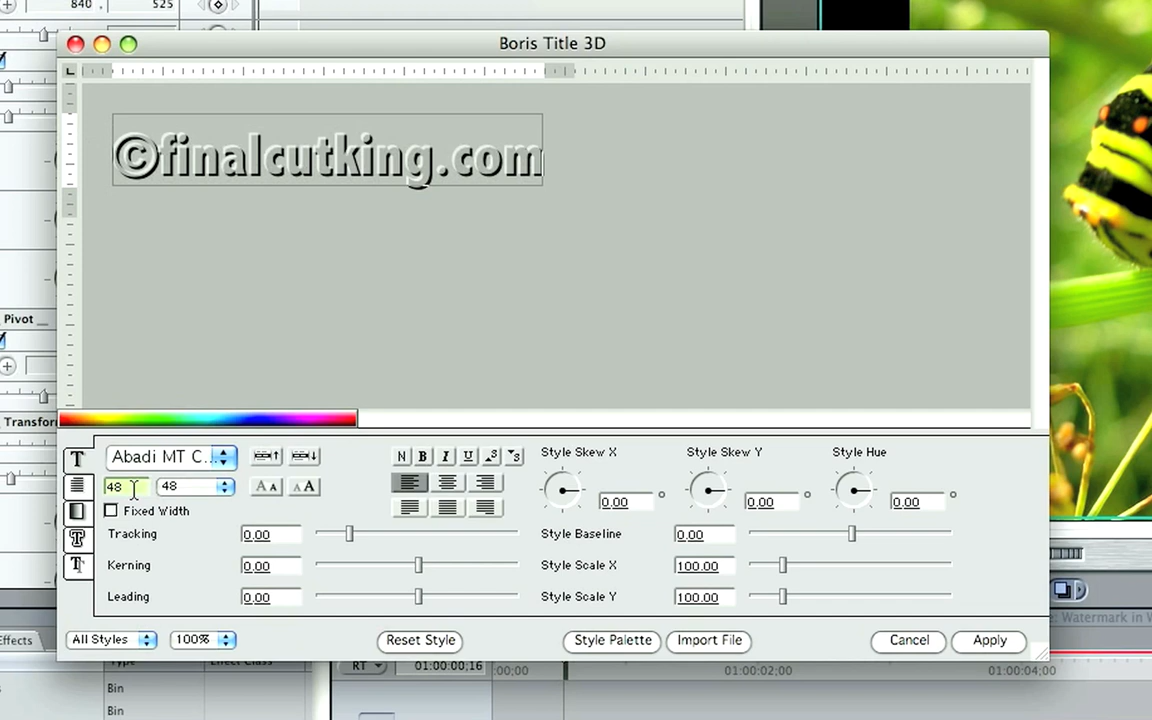 840
525
Boris Title 3D
L
©finalcutking.com
Pivot
Transfor
T
Abadi MT C...
N B I U
Style Skew X
Style Skew Y
Style Hue
48
48
A A
A A
0.00 °
0.00 °
0.00 °
Fixed Width
Tracking
0.00
Style Baseline
0.00
T
Kerning
0.00
Style Scale X
100.00
T
Leading
0.00
Style Scale Y
100.00
All Styles
100%
Reset Style
Style Palette
Import File
Cancel
Apply
: Watermark in W
Effects
Type
Effect Class
RT
01:00:00;16
:00;00
01:00:02;00
01:00:04;00
Bin
Bin